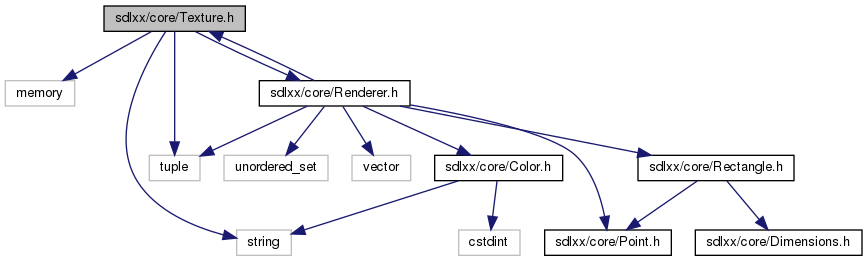 sdlxx/core/Texture.h
memory
sdlxx/core/Renderer.h
tuple
unordered_set
vector
sdlxx/core/Color.h
sdlxx/core/Rectangle.h
string
cstdint
sdlxx/core/Point.h
sdlxx/core/Dimensions.h